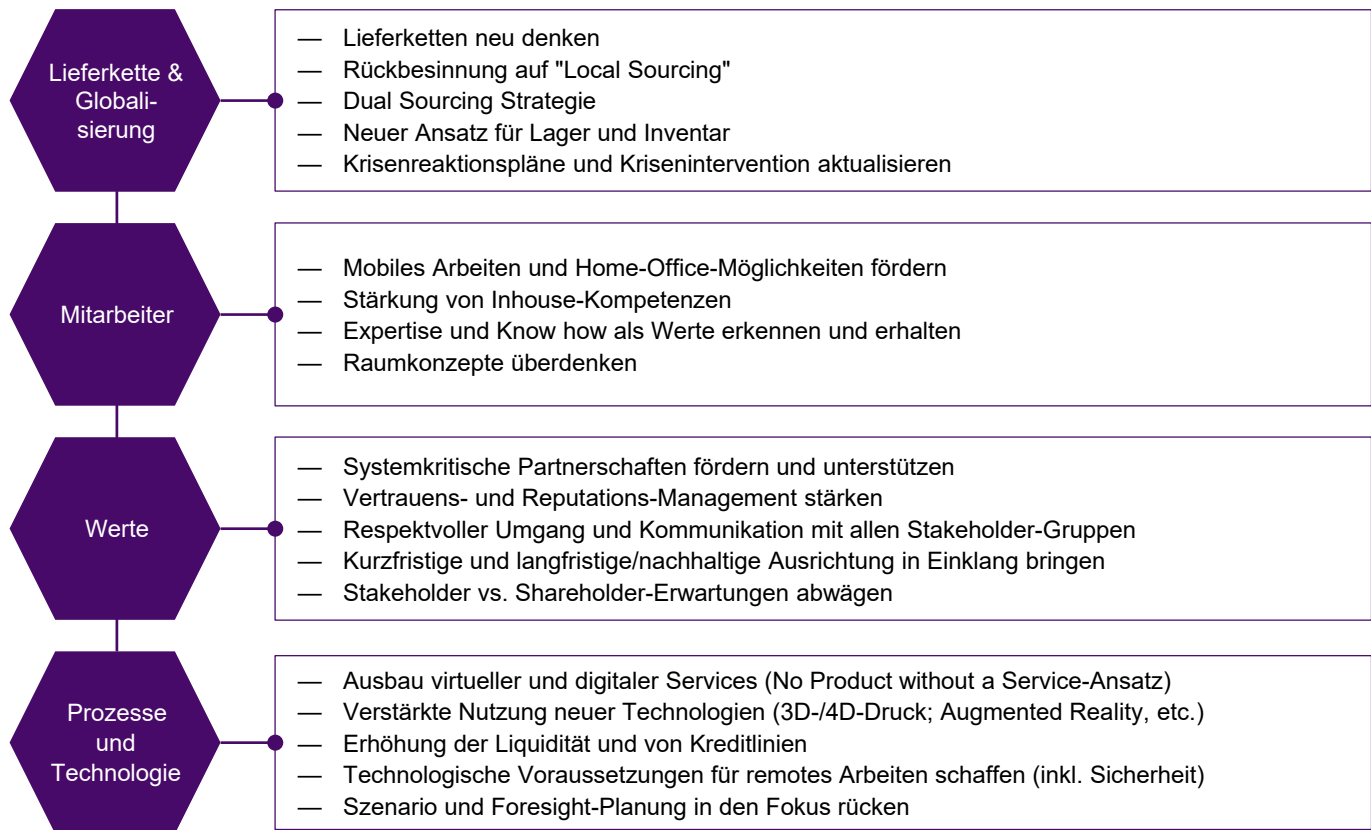 Lieferkette &
Globali-
sierung
— Lieferketten neu denken
— Rückbesinnung auf "Local Sourcing"
— Dual Sourcing Strategie
— Neuer Ansatz für Lager und Inventar
— Krisenreaktionspläne und Krisenintervention aktualisieren
Mitarbeiter
— Mobiles Arbeiten und Home-Office-Möglichkeiten fördern
— Stärkung von Inhouse-Kompetenzen
— Expertise und Know how als Werte erkennen und erhalten
— Raumkonzepte überdenken
Werte
— Systemkritische Partnerschaften fördern und unterstützen
— Vertrauens- und Reputations-Management stärken
— Respektvoller Umgang und Kommunikation mit allen Stakeholder-Gruppen
— Kurzfristige und langfristige/nachhaltige Ausrichtung in Einklang bringen
— Stakeholder vs. Shareholder-Erwartungen abwägen
Prozesse
und
Technologie
— Ausbau virtueller und digitaler Services (No Product without a Service-Ansatz)
— Verstärkte Nutzung neuer Technologien (3D-/4D-Druck; Augmented Reality, etc.)
— Erhöhung der Liquidität und von Kreditlinien
— Technologische Voraussetzungen für remotes Arbeiten schaffen (inkl. Sicherheit)
— Szenario und Foresight-Planung in den Fokus rücken